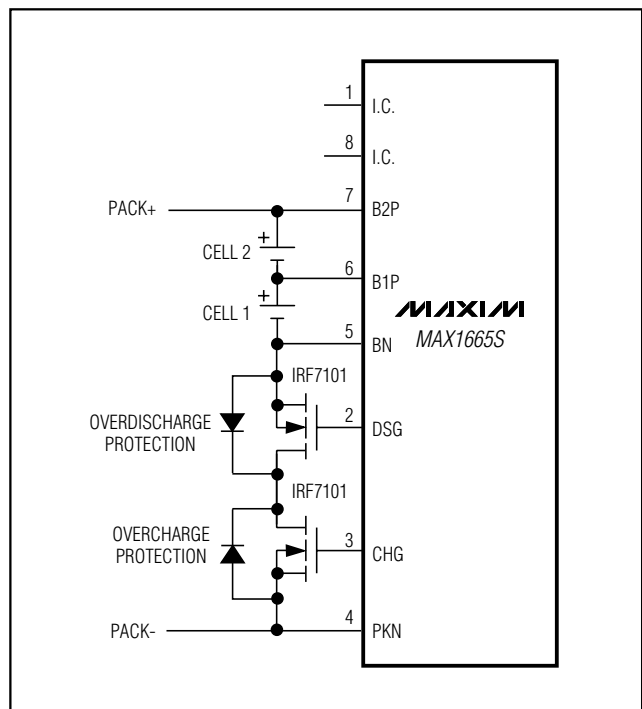 1
I.C.
8
I.C.
PACK+
7
B2P
+
CELL 2
6
B1P
+
CELL 1
MAXIM
MAX1665S
5
BN
IRF7101
OVERDISCHARGE
PROTECTION
2
DSG
IRF7101
OVERCHARGE
PROTECTION
3
CHG
PACK-
4
PKN